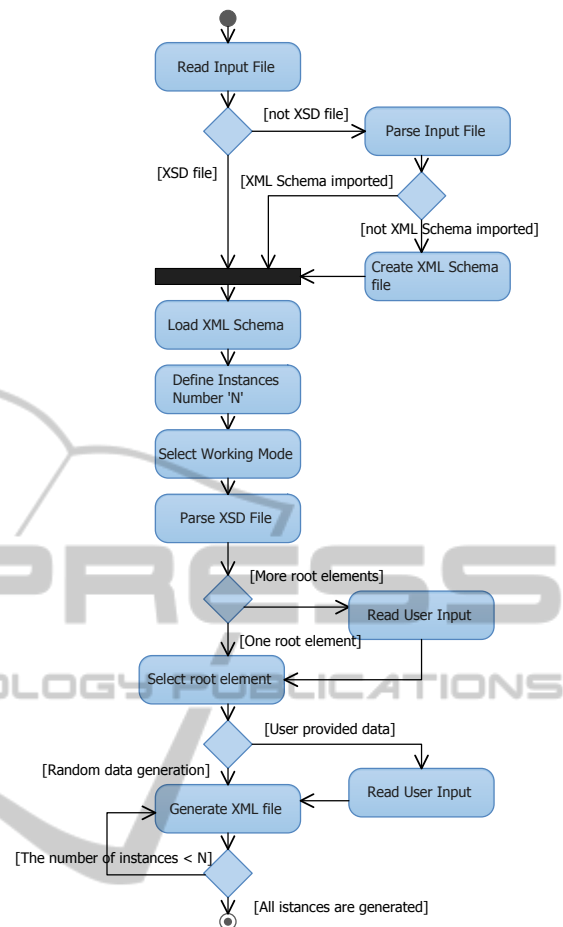 Read Input File
[not XSD file]
Parse Input File
[XSD file]
[XML Schema imported]
[not XML Schema imported]
Create XML Schema
file
Load XML Schema
Define Instances
Number 'N'
Select Working Mode
Parse XSD File
PRESS
[More root elements]
Read User Input
[One root element]
Select root element
OLOGY PUBLICATIONS
[User provided data]
[Random data generation]
Read User Input
Generate XML file
[The number of instances < N]
[All istances are generated]